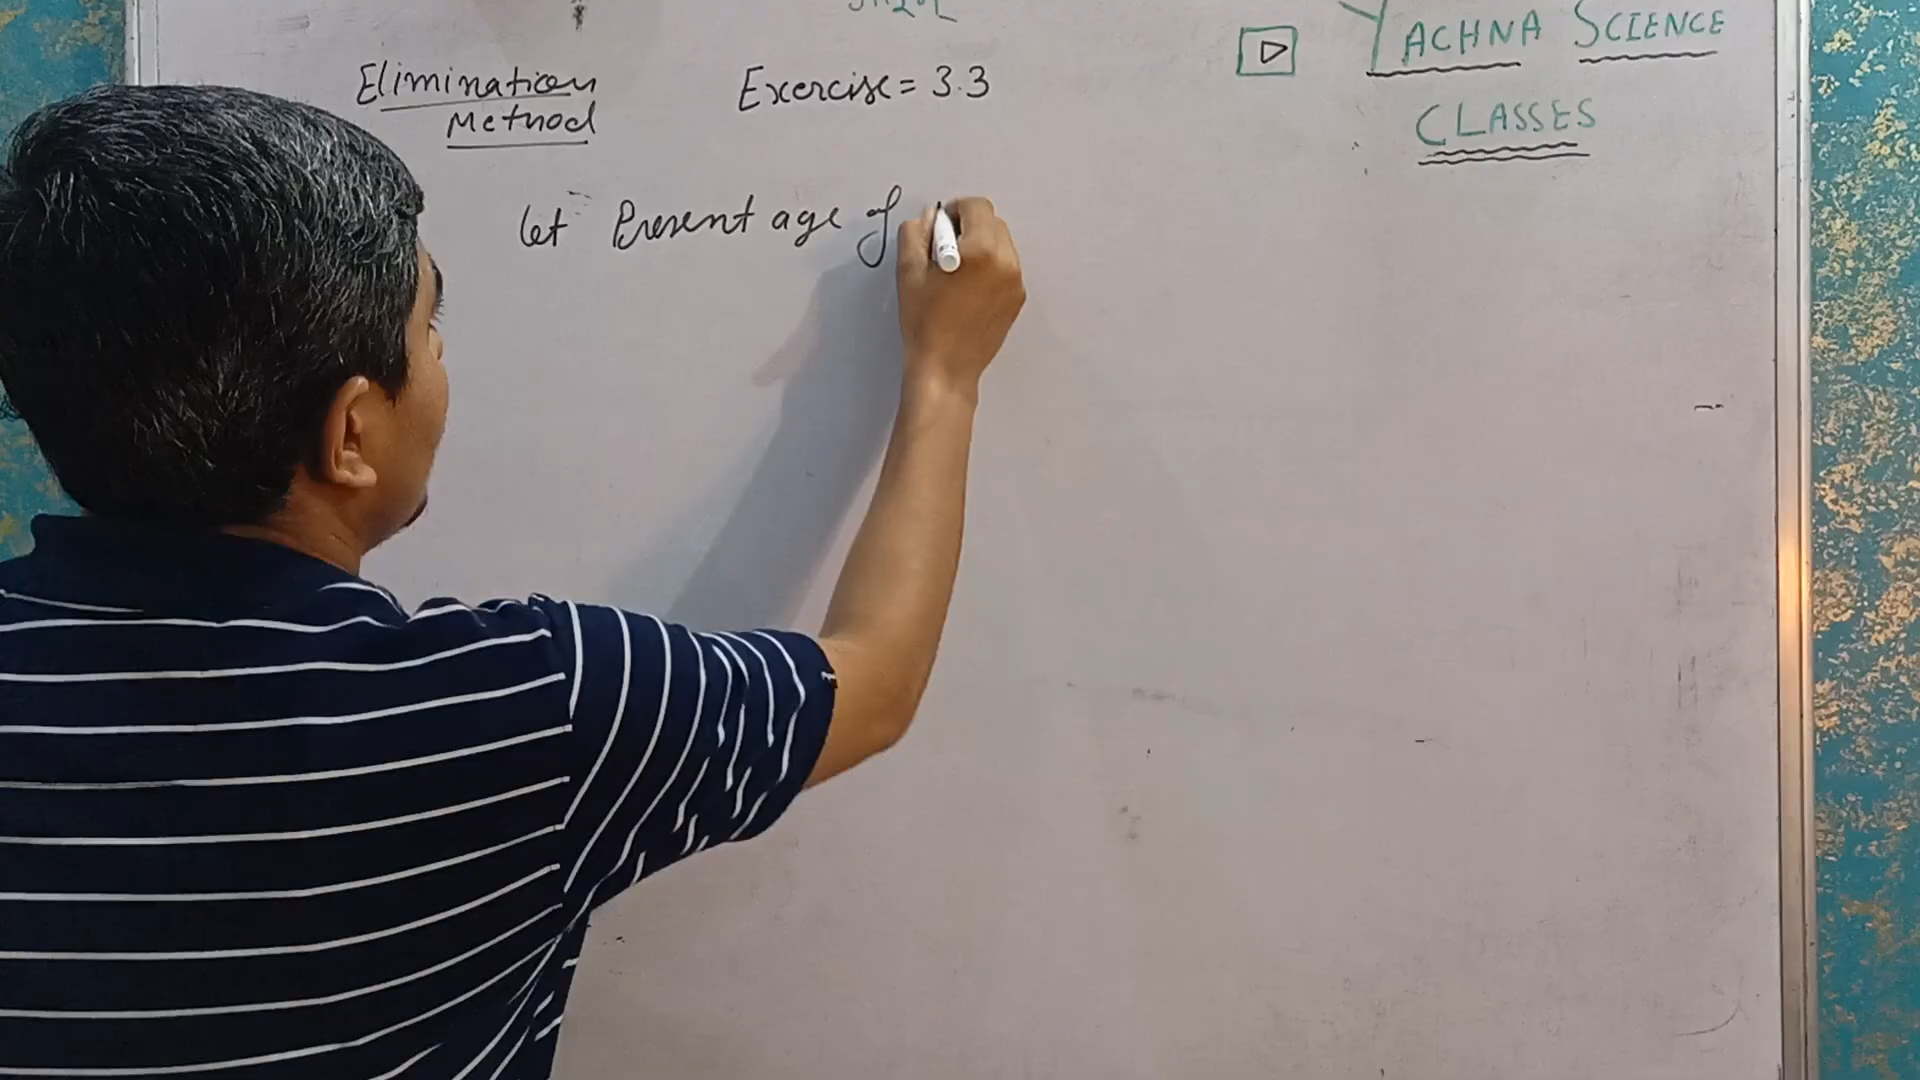 Elimination
Method
Exercise = 3.3
YACHNA SCIENCE
CLASSES
let Present age of